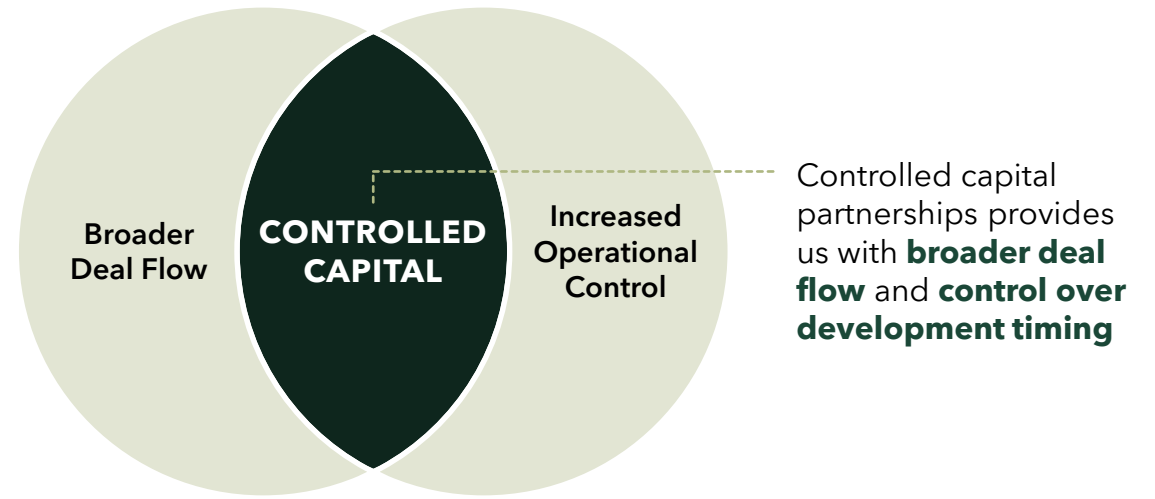 Broader
Deal Flow
CONTROLLED
CAPITAL
Increased
Operational
Control
Controlled capital
partnerships provides
us with broader deal
flow and control over
development timing